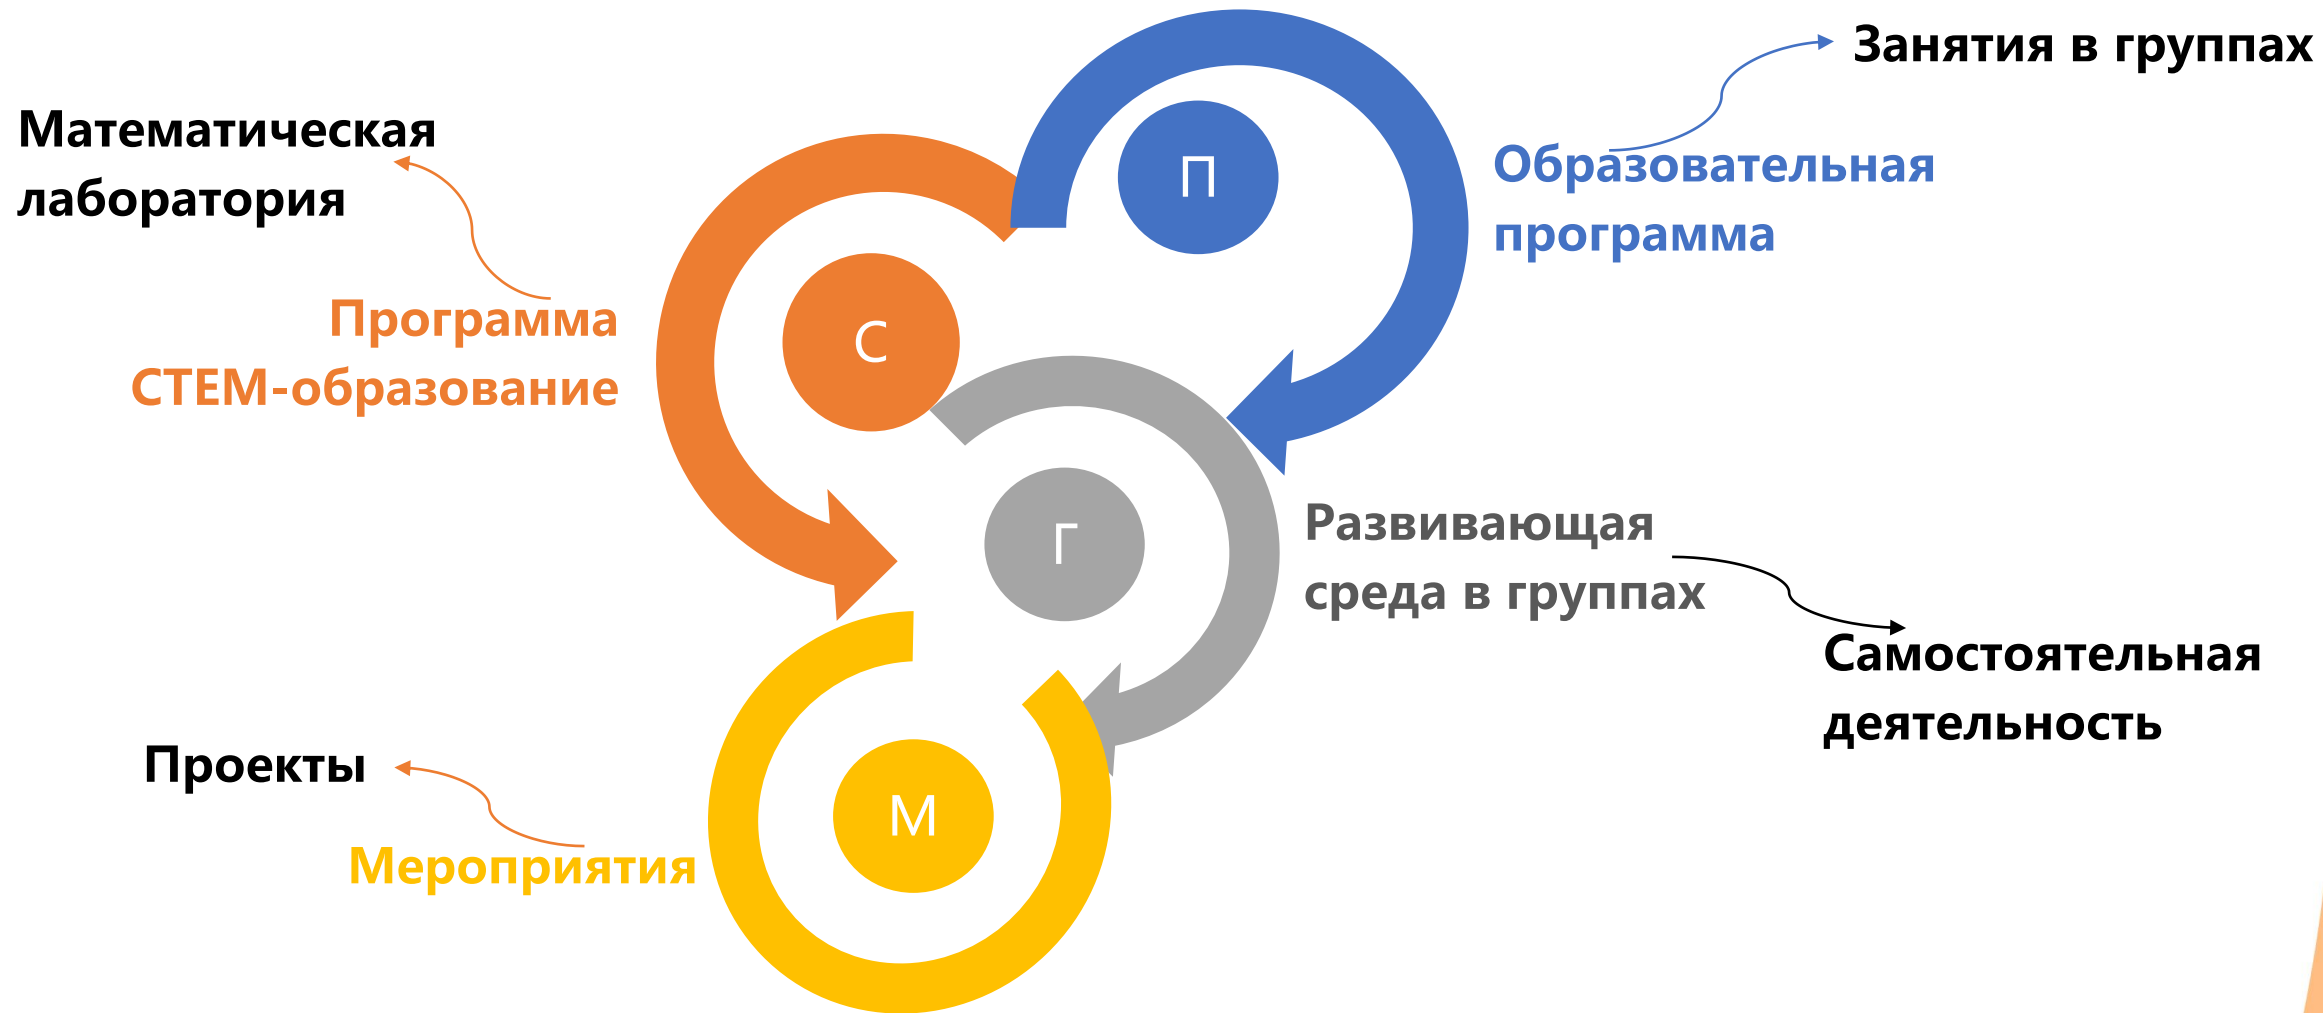 Занятия в группах
Математическая
лаборатория
П
Образовательная
программа
Программа
СТЕМ-образование
С
Г
Развивающая
среда в группах
Самостоятельная
деятельность
Проекты
М
Мероприятия